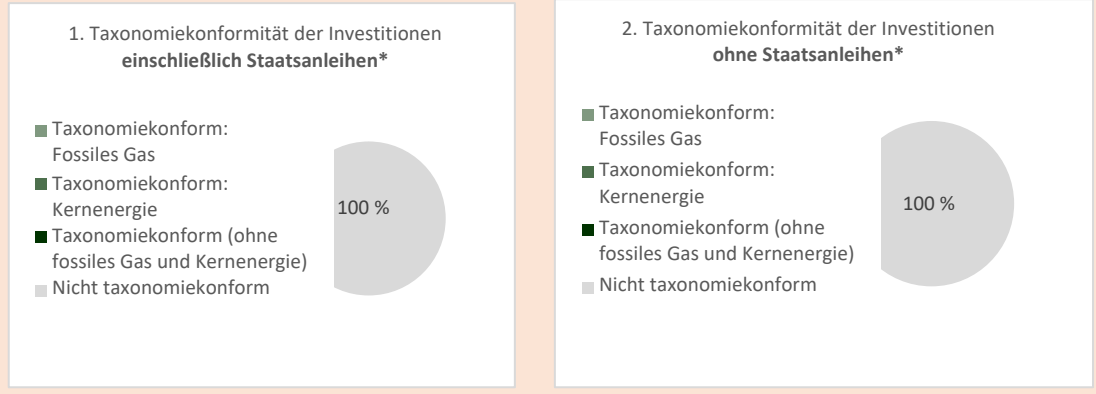 1. Taxonomiekonformität der Investitionen
einschließlich Staatsanleihen*
Taxonomiekonform:
Fossiles Gas
Taxonomiekonform:
Kernenergie
Taxonomiekonform (ohne
fossiles Gas und Kernenergie)
Nicht taxonomiekonform
100 %
2. Taxonomiekonformität der Investitionen
ohne Staatsanleihen*
Taxonomiekonform:
Fossiles Gas
Taxonomiekonform:
Kernenergie
Taxonomiekonform (ohne
fossiles Gas und Kernenergie)
Nicht taxonomiekonform
100 %